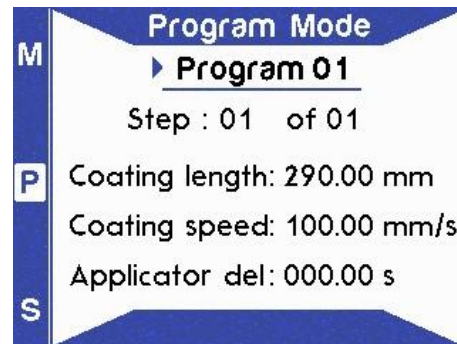 Program Mode
M
Program 01
Step : 01 of 01
P
Coating length: 290.00 mm
Coating speed: 100.00 mm/s
Applicator del: 000.00 s
S